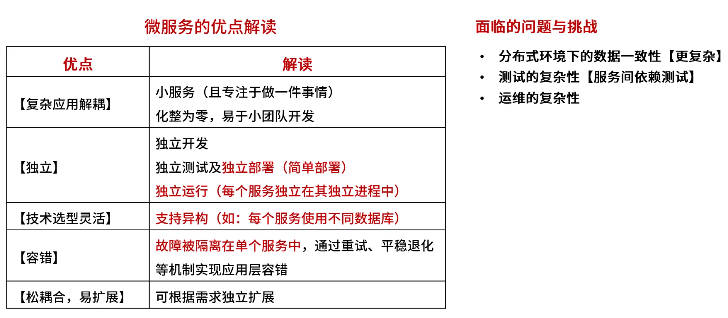 微服务的优点解读
优点
解读
【复杂应用解耦】
小服务（且专注于做一件事情）
化整为零，易于小团队开发
【独立】
独立开发
独立测试及独立部署（简单部署）
独立运行（每个服务独立在其独立进程中）
【技术选型灵活】
支持异构（如：每个服务使用不同数据库）
【容错】
故障被隔离在单个服务中，通过重试、平稳退化
等机制实现应用层容错
【松耦合，易扩展】
可根据需求独立扩展
面临的问题与挑战
• 分布式环境下的数据一致性【更复杂】
• 测试的复杂性【服务间依赖测试】
• 运维的复杂性